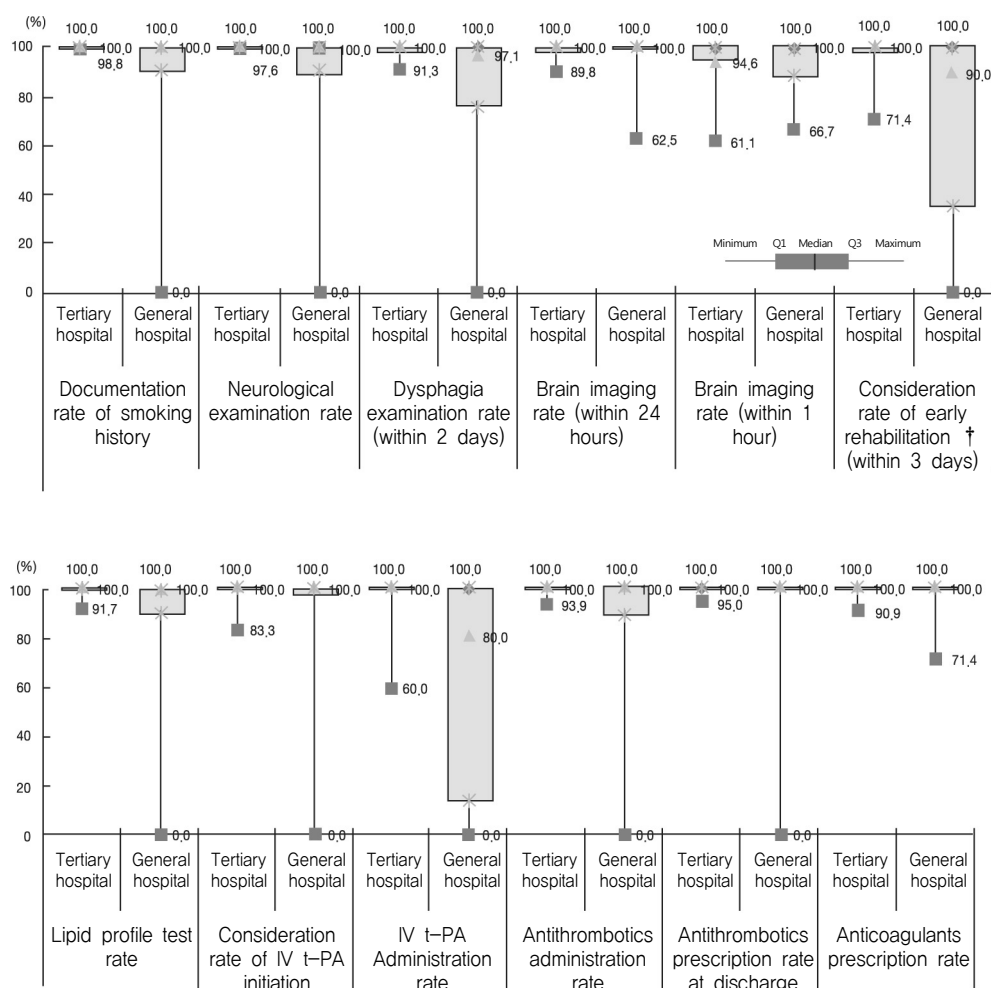 (%)
100.0 100.0 100.0 100.0 100.0 100.0 100.0 100.0 100.0 100.0 100.0 100.0
100
80
60
40
20
0
100.0
98.8
100.0
0.0
100.0
97.6
100.0
0.0
100.0
91.3
97.1
0.0
100.0
89.8
100.0
62.5
94.6
61.1
100.0
66.7
100.0
71.4
90.0
0.0
Minimum Q1 Median Q3 Maximum
Tertiary General Tertiary General Tertiary General Tertiary General Tertiary General Tertiary General
hospital hospital hospital hospital hospital hospital hospital hospital hospital hospital hospital hospital
Documentation
rate of smoking
history
Neurological
examination rate
Dysphagia
examination rate
(within 2 days)
Brain imaging
rate (within 24
hours)
Brain imaging
rate (within 1
hour)
Consideration
rate of early
rehabilitation †
(within 3 days)
(%)
100.0 100.0 100.0 100.0 100.0 100.0 100.0 100.0 100.0 100.0 100.0 100.0
100
80
60
40
20
0
100.0
91.7
100.0
0.0
100.0
83.3
100.0
0.0
100.0
60.0
80.0
0.0
100.0
93.9
100.0
0.0
100.0
95.0
100.0
0.0
100.0
90.9
100.0
71.4
Tertiary General Tertiary General Tertiary General Tertiary General Tertiary General Tertiary General
hospital hospital hospital hospital hospital hospital hospital hospital hospital hospital hospital hospital
Lipid profile test
rate
Consideration
rate of IV t-PA
initiation
IV t-PA
Administration
rate
Antithrombotics
administration
rate
Antithrombotics
prescription rate
at discharge
Anticoagulants
prescription rate